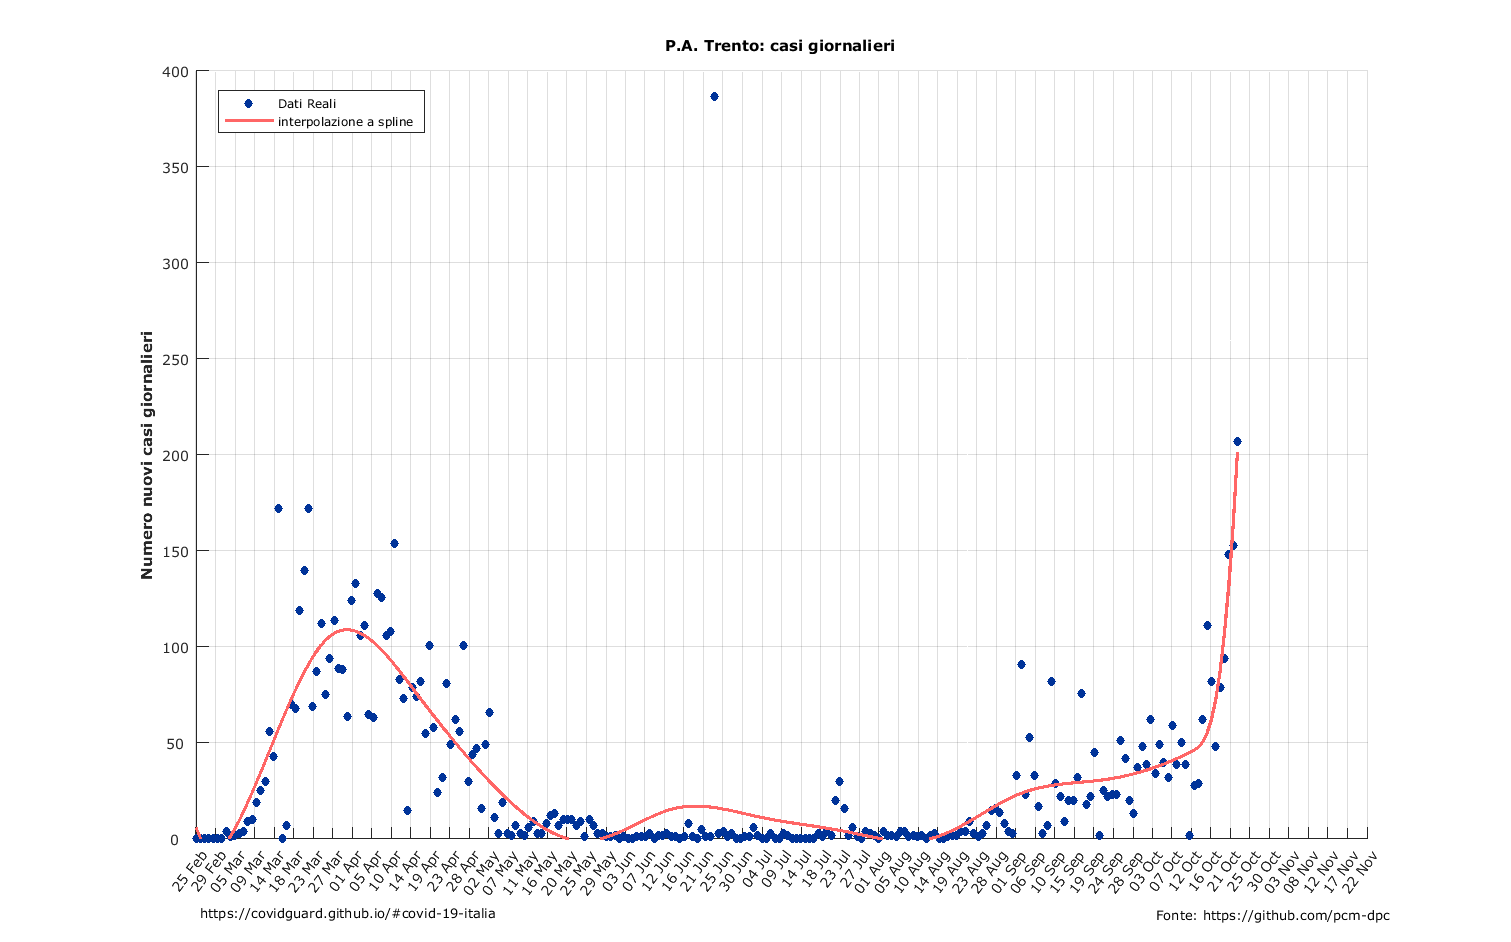 P.A. Trento: casi giornalieri
400
350
300
250
200
150
100
50
0
Dati Reali
interpolazione a spline
Numero nuovi casi giornalieri
25 Feb
29 Feb
05 Mar
09 Mar
14 Mar
18 Mar
23 Mar
27 Mar
01 Apr
05 Apr
10 Apr
14 Apr
19 Apr
23 Apr
28 Apr
02 May
07 May
11 May
16 May
20 May
25 May
29 May
03 Jun
07 Jun
12 Jun
16 Jun
21 Jun
25 Jun
30 Jun
04 Jul
09 Jul
14 Jul
18 Jul
23 Jul
27 Jul
01 Aug
05 Aug
10 Aug
14 Aug
19 Aug
23 Aug
28 Aug
01 Sep
06 Sep
10 Sep
15 Sep
19 Sep
24 Sep
28 Sep
03 Oct
07 Oct
12 Oct
16 Oct
21 Oct
25 Oct
30 Oct
03 Nov
08 Nov
12 Nov
17 Nov
22 Nov
https://covidguard.github.io/#covid-19-italia
Fonte: https://github.com/pcm-dpc